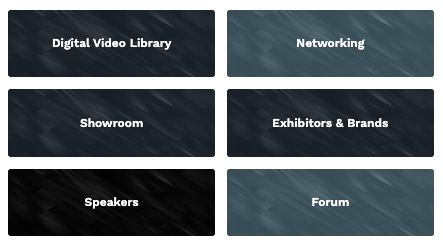 Digital Video Library
Networking
Showroom
Exhibitors & Brands
Speakers
Forum